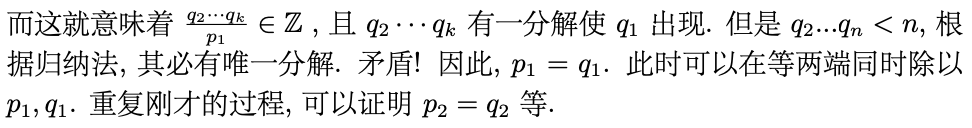 而这就意味着 $\frac{q_2 \cdots q_k}{p_1} \in \mathbb{Z}$ , 且 $q_2 \cdots q_k$ 有一分解使 $q_1$ 出现. 但是 $q_2 ... q_n < n$, 根
据归纳法, 其必有唯一分解. 矛盾! 因此, $p_1 = q_1$. 此时可以在等两端同时除以
$p_1, q_1$. 重复刚才的过程, 可以证明 $p_2 = q_2$ 等.